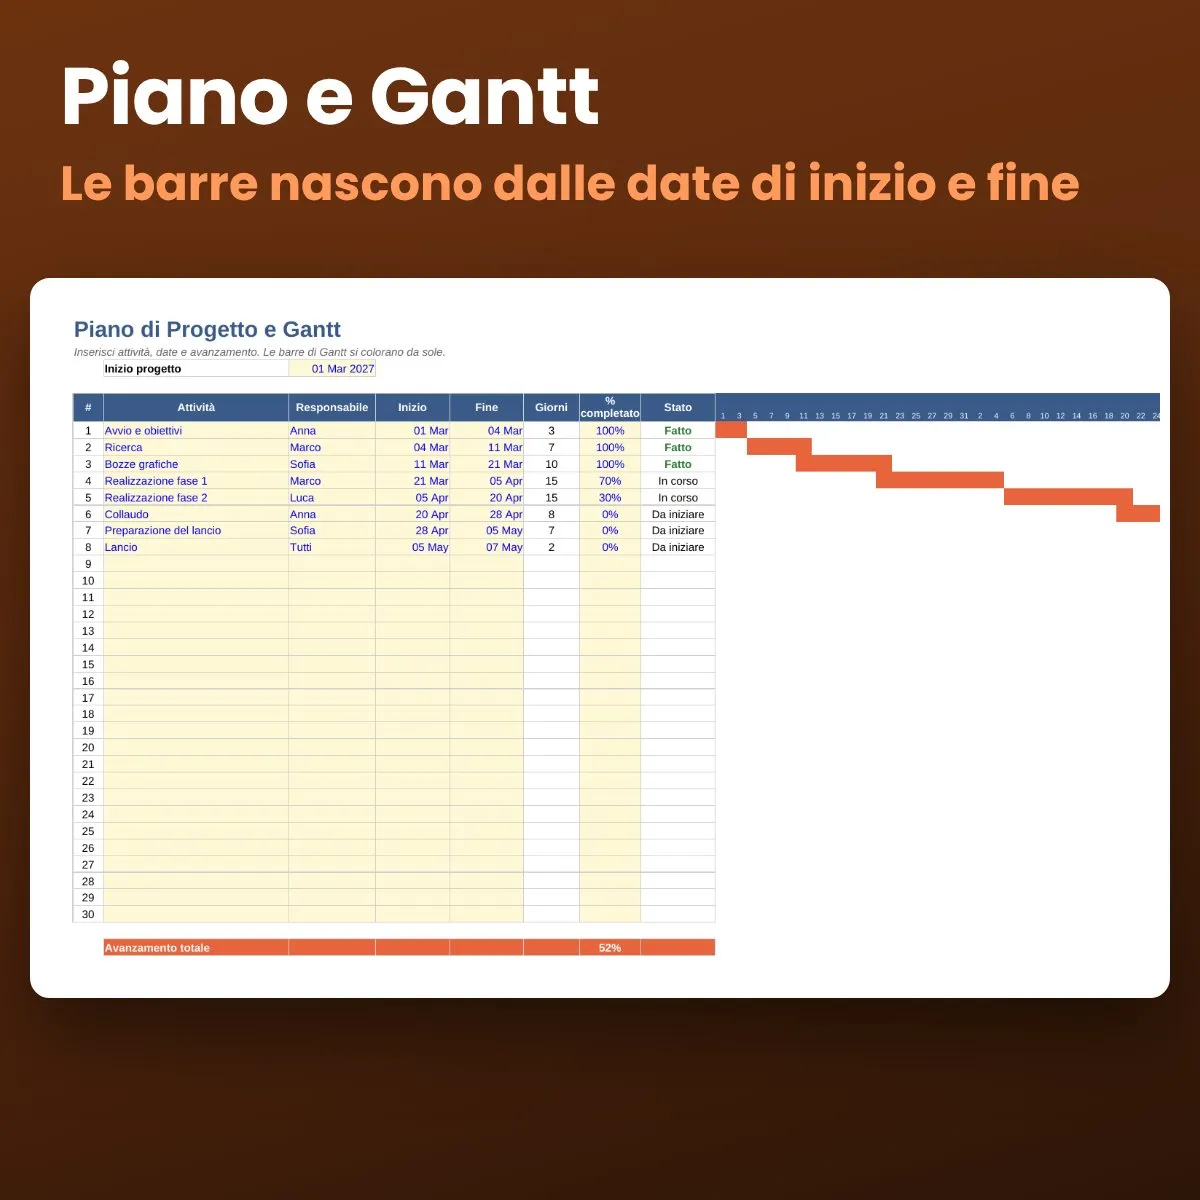 Piano e Gantt
Le barre nascono dalle date di inizio e fine
Piano di Progetto e Gantt
Inserisci attività, date e avanzamento. Le barre di Gantt si colorano da sole.
Inizio progetto 01 Mar 2027
# Attività Responsabile Inizio Fine Giorni % completato Stato 1 3 5 7 9 11 13 15 17 19 21 23 25 27 29 31 2 4 6 8 10 12 14 16 18 20 22 24
1 Avvio e obiettivi Anna 01 Mar 04 Mar 3 100% Fatto
2 Ricerca Marco 04 Mar 11 Mar 7 100% Fatto
3 Bozze grafiche Sofia 11 Mar 21 Mar 10 100% Fatto
4 Realizzazione fase 1 Marco 21 Mar 05 Apr 15 70% In corso
5 Realizzazione fase 2 Luca 05 Apr 20 Apr 15 30% In corso
6 Collaudo Anna 20 Apr 28 Apr 8 0% Da iniziare
7 Preparazione del lancio Sofia 28 Apr 05 May 7 0% Da iniziare
8 Lancio Tutti 05 May 07 May 2 0% Da iniziare
9
10
11
12
13
14
15
16
17
18
19
20
21
22
23
24
25
26
27
28
29
30
Avanzamento totale 52%